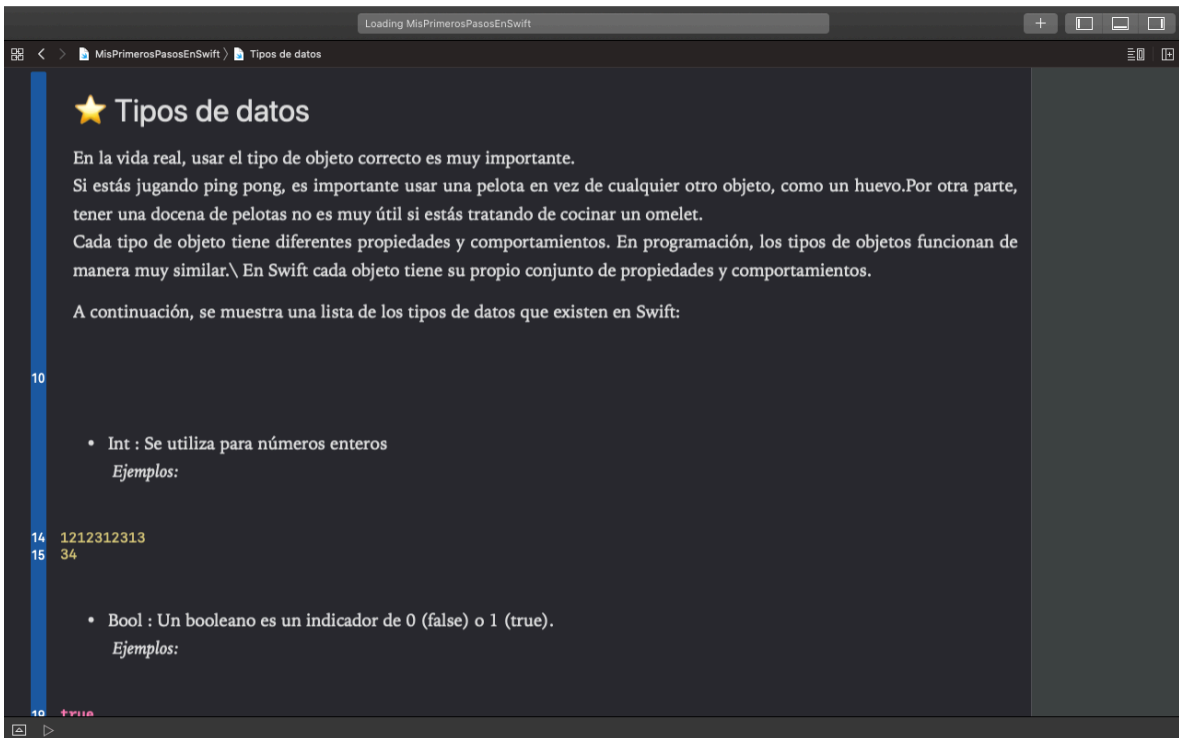 Loading MisPrimerosPasosEnSwift
MisPrimerosPasosEnSwift 〉 Tipos de datos
⭐ Tipos de datos
En la vida real, usar el tipo de objeto correcto es muy importante.
Si estás jugando ping pong, es importante usar una pelota en vez de cualquier otro objeto, como un huevo.Por otra parte,
tener una docena de pelotas no es muy útil si estás tratando de cocinar un omelet.
Cada tipo de objeto tiene diferentes propiedades y comportamientos. En programación, los tipos de objetos funcionan de
manera muy similar.\ En Swift cada objeto tiene su propio conjunto de propiedades y comportamientos.
A continuación, se muestra una lista de los tipos de datos que existen en Swift:
10
• Int : Se utiliza para números enteros
Ejemplos:
14 1212312313
15 34
• Bool : Un booleano es un indicador de 0 (false) o 1 (true).
Ejemplos:
19 true